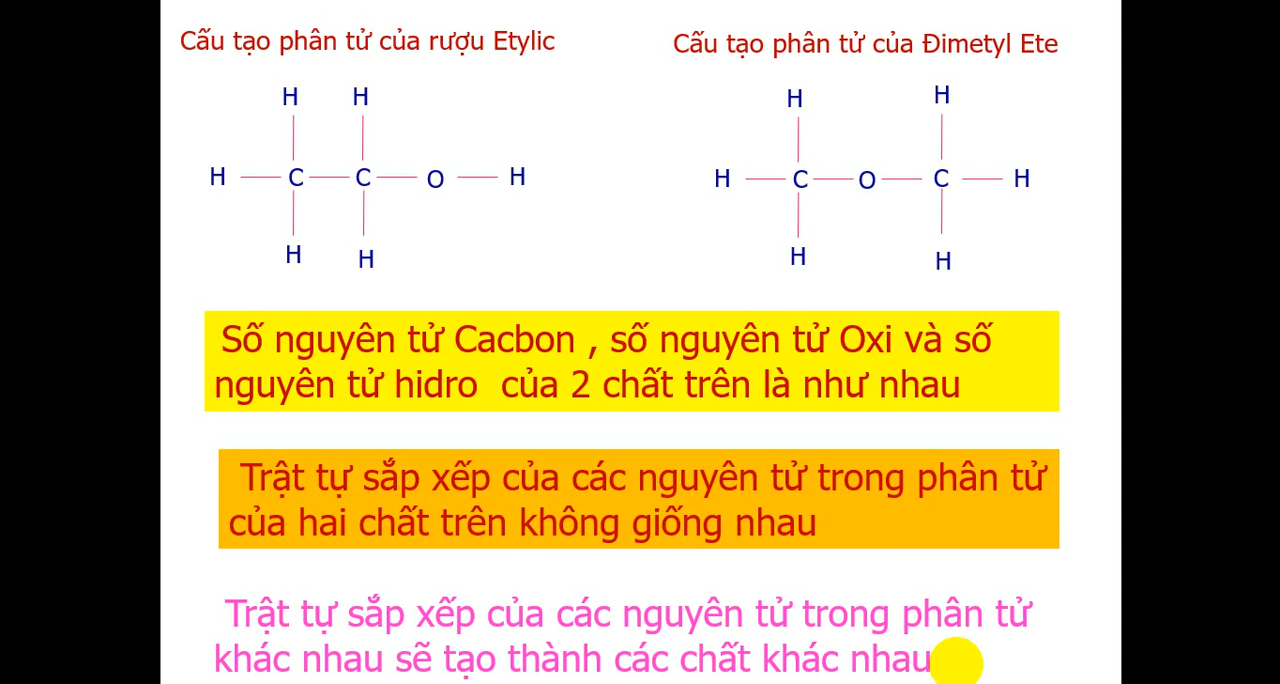 Cấu tạo phân tử của rượu Etylic
Cấu tạo phân tử của Đimetyl Ete
H H
H C C O H
H H
H H
H C O C H
H H
Số nguyên tử Cacbon , số nguyên tử Oxi và số
nguyên tử hidro của 2 chất trên là như nhau
Trật tự sắp xếp của các nguyên tử trong phân tử
của hai chất trên không giống nhau
Trật tự sắp xếp của các nguyên tử trong phân tử
khác nhau sẽ tạo thành các chất khác nhau